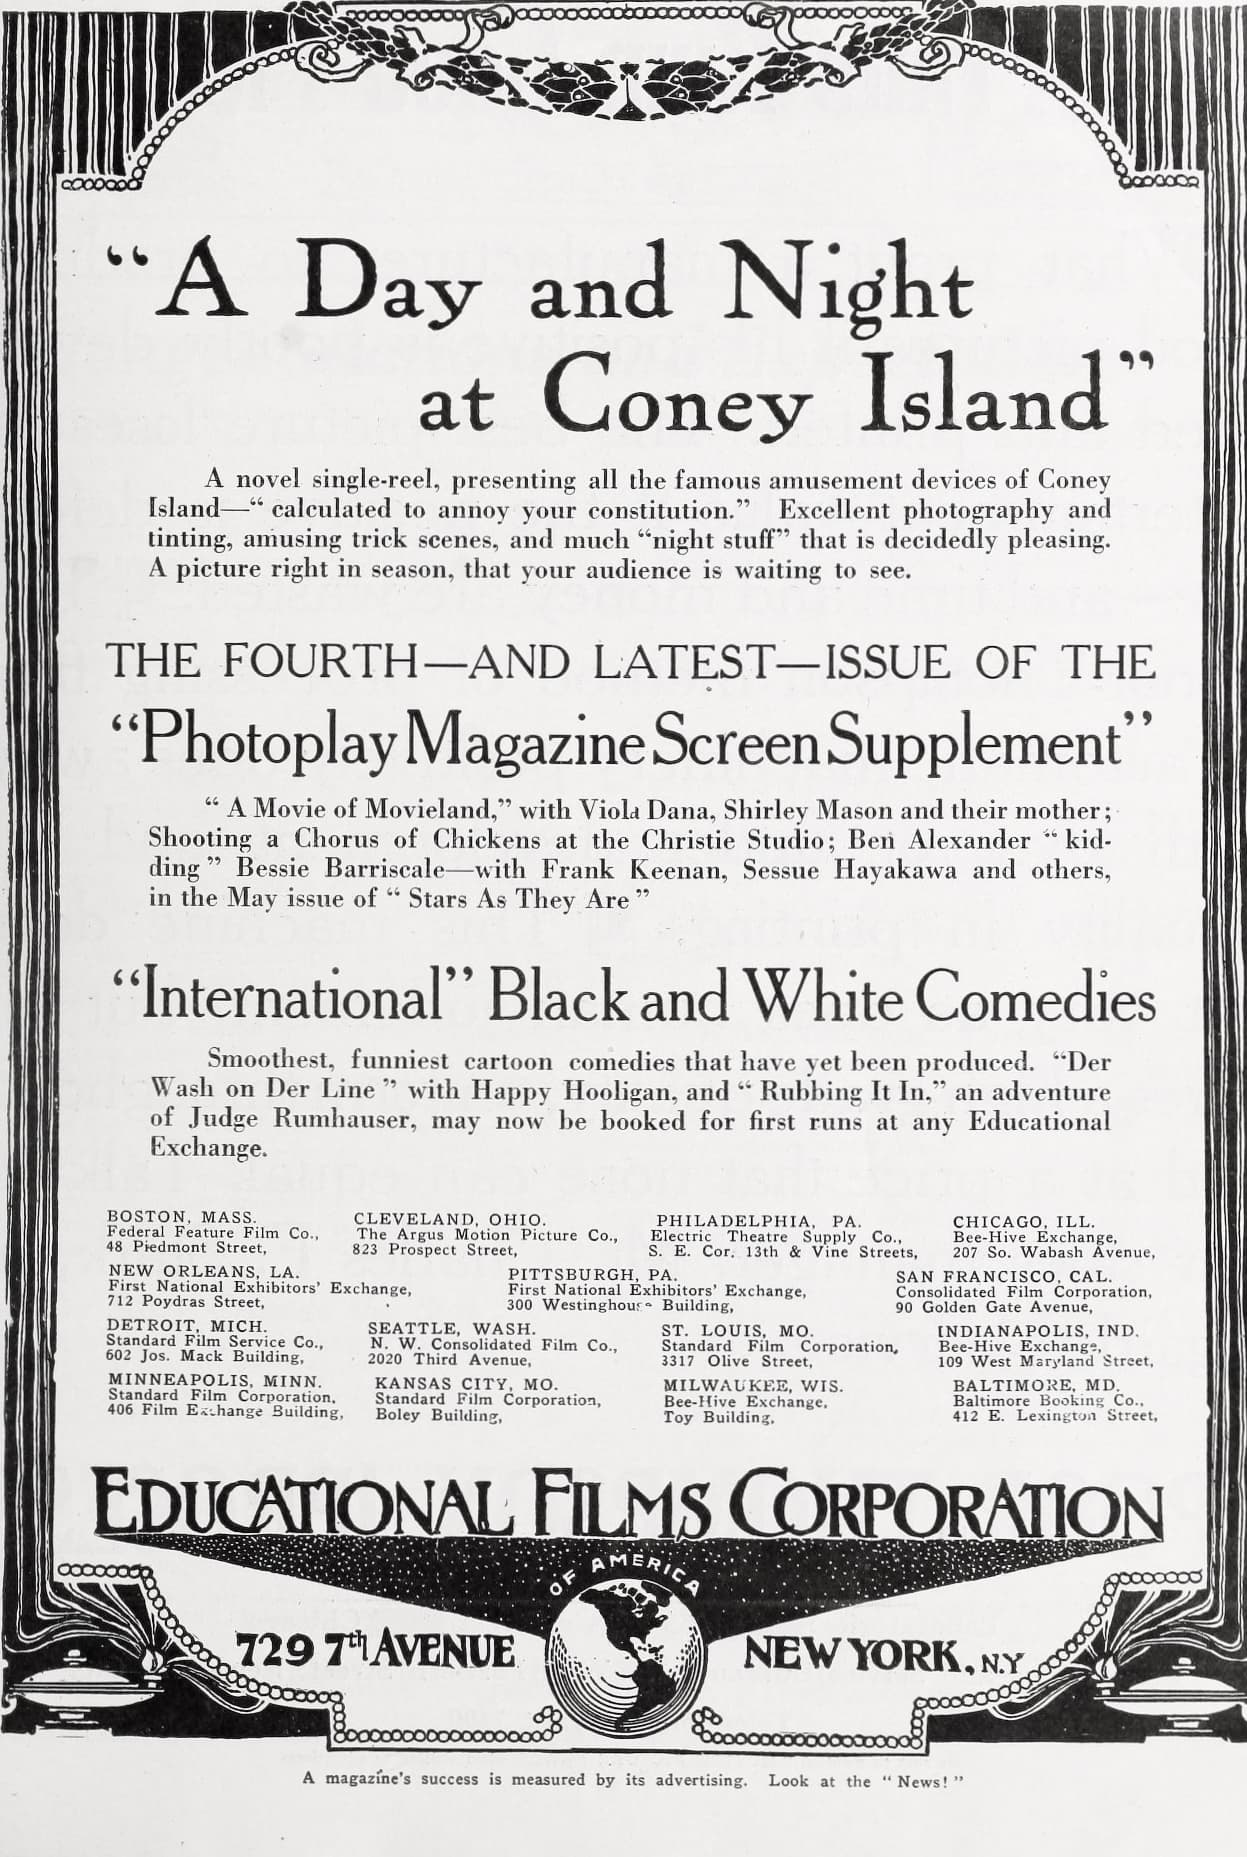 “A Day and Night
at Coney Island”
A novel single-reel, presenting all the famous amusement devices of Coney
Island—“calculated to annoy your constitution.” Excellent photography and
tinting, amusing trick scenes, and much “night stuff” that is decidedly pleasing.
A picture right in season, that your audience is waiting to see.
THE FOURTH—AND LATEST—ISSUE OF THE
“Photoplay Magazine Screen Supplement”
“A Movie of Movieland,” with Viola Dana, Shirley Mason and their mother;
Shooting a Chorus of Chickens at the Christie Studio; Ben Alexander “kid-
ding” Bessie Barriscale—with Frank Keenan, Sessue Hayakawa and others,
in the May issue of “Stars As They Are”
“International” Black and White Comedies
Smoothest, funniest cartoon comedies that have yet been produced. “Der
Wash on Der Line” with Happy Hooligan, and “Rubbing It In,” an adventure
of Judge Rumhauser, may now be booked for first runs at any Educational
Exchange.
BOSTON, MASS.
Federal Feature Film Co.,
48 Piedmont Street,
CLEVELAND, OHIO.
The Argus Motion Picture Co.,
823 Prospect Street,
PHILADELPHIA, PA.
Electric Theatre Supply Co.,
S. E. Cor. 13th & Vine Streets,
CHICAGO, ILL.
Bee-Hive Exchange,
207 So. Wabash Avenue,
NEW ORLEANS, LA.
First National Exhibitors' Exchange,
712 Poydras Street,
PITTSBURGH, PA.
First National Exhibitors' Exchange,
300 Westinghouse Building,
SAN FRANCISCO, CAL.
Consolidated Film Corporation,
90 Golden Gate Avenue,
DETROIT, MICH.
Standard Film Service Co.,
602 Jos. Mack Building,
SEATTLE, WASH.
N. W. Consolidated Film Co.,
2020 Third Avenue,
ST. LOUIS, MO.
Standard Film Corporation,
3317 Olive Street,
INDIANAPOLIS, IND.
Bee-Hive Exchange,
109 West Maryland Street,
MINNEAPOLIS, MINN.
Standard Film Corporation,
406 Film Exchange Building,
KANSAS CITY, MO.
Standard Film Corporation,
Boley Building,
MILWAUKEE, WIS.
Bee-Hive Exchange,
Toy Building,
BALTIMORE, MD.
Baltimore Booking Co.,
412 E. Lexington Street,
EDUCATIONAL FILMS CORPORATION
OF AMERICA
729 7th AVENUE NEW YORK, N.Y
A magazine's success is measured by its advertising. Look at the “News!”